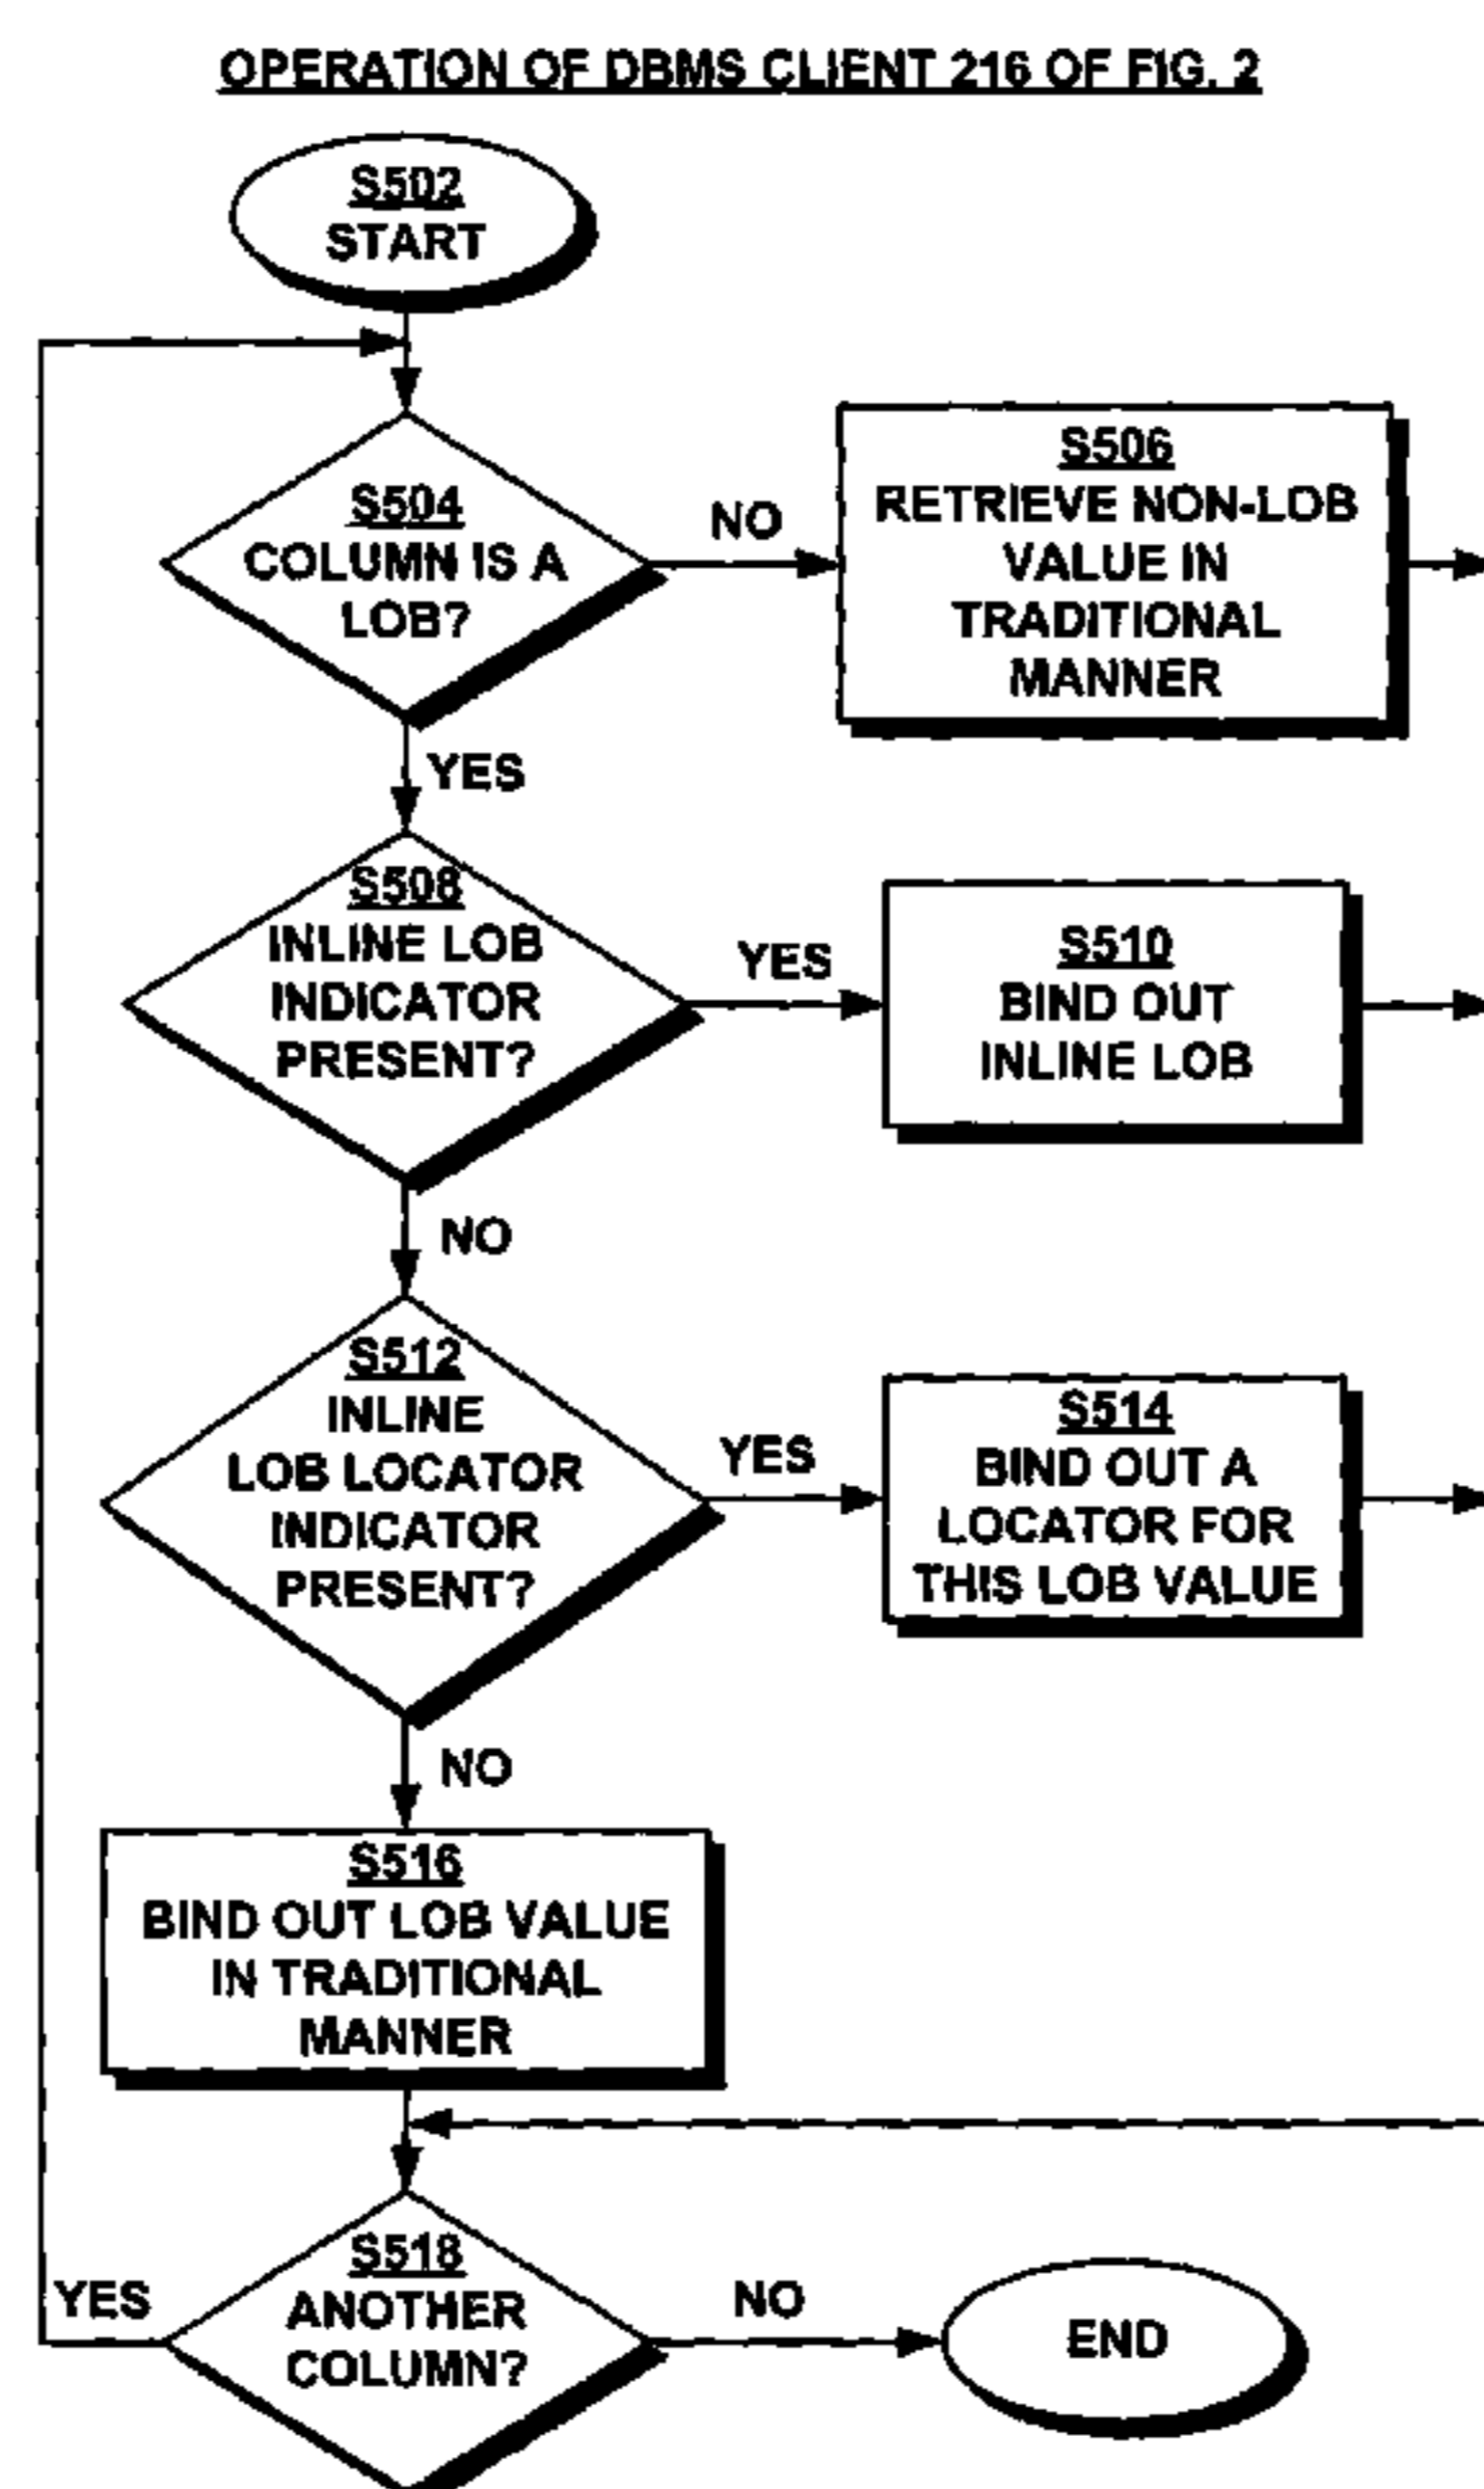 OPERATION OF DBMS CLIENT 216 OF FIG. 2
S502
START
S504
COLUMN IS A
LOB?
NO
S506
RETRIEVE NON-LOB
VALUE IN
TRADITIONAL
MANNER
YES
S508
INLINE LOB
INDICATOR
PRESENT?
YES
S510
BIND OUT
INLINE LOB
NO
S512
INLINE
LOB LOCATOR
INDICATOR
PRESENT?
YES
S514
BIND OUT A
LOCATOR FOR
THIS LOB VALUE
NO
S516
BIND OUT LOB VALUE
IN TRADITIONAL
MANNER
S518
ANOTHER
COLUMN?
YES
NO
END